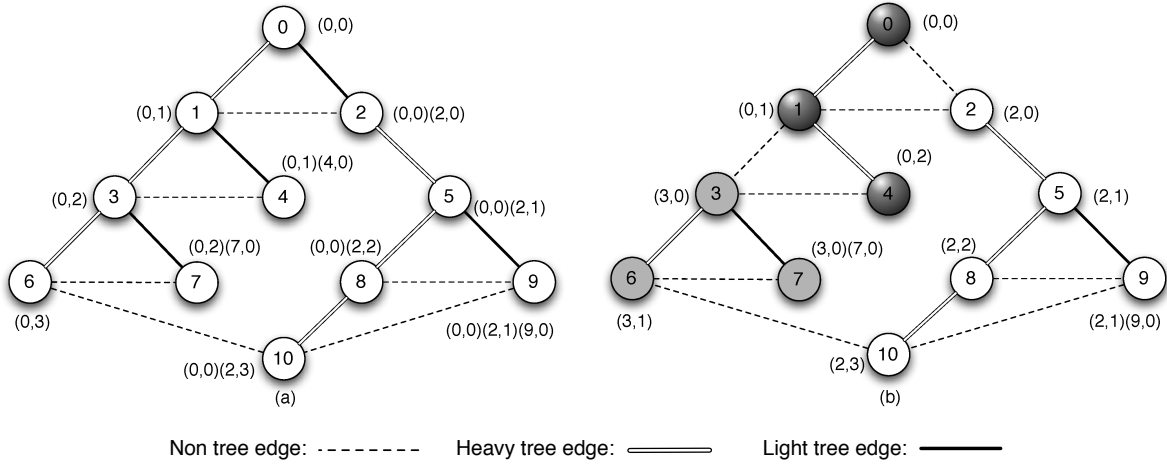 0 (0,0) 0 (0,0)
(0,1) 1 2 (0,0)(2,0) (0,1) 1 2 (2,0)
(0,1)(4,0) (0,2)
(0,2) 3 4 5 (0,0)(2,1) (3,0) 3 4 5 (2,1)
(0,2)(7,0) (0,0)(2,2) (3,0)(7,0) (2,2)
6 7 8 9 6 7 8 9
(0,3) (0,0)(2,1)(9,0) (3,1) (2,1)(9,0)
(0,0)(2,3) 10 (2,3) 10
(a) (b)
Non tree edge: Heavy tree edge: Light tree edge: